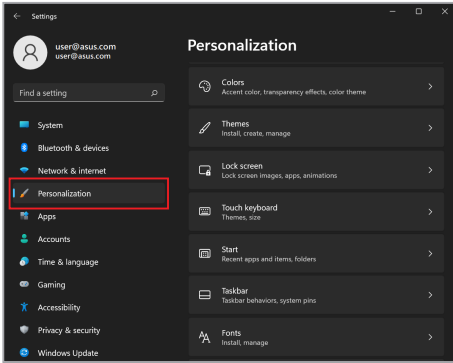 Settings
user@asus.com
user@asus.com
Find a setting
System
Bluetooth & devices
Network & internet
Personalization
Apps
Accounts
Time & language
Gaming
Accessibility
Privacy & security
Windows Update
Personalization
Colors
Accent color, transparency effects, color theme
Themes
Install, create, manage
Lock screen
Lock screen images, apps, animations
Touch keyboard
Themes, size
Start
Recent apps and items, folders
Taskbar
Taskbar behaviors, system pins
Fonts
Install, manage